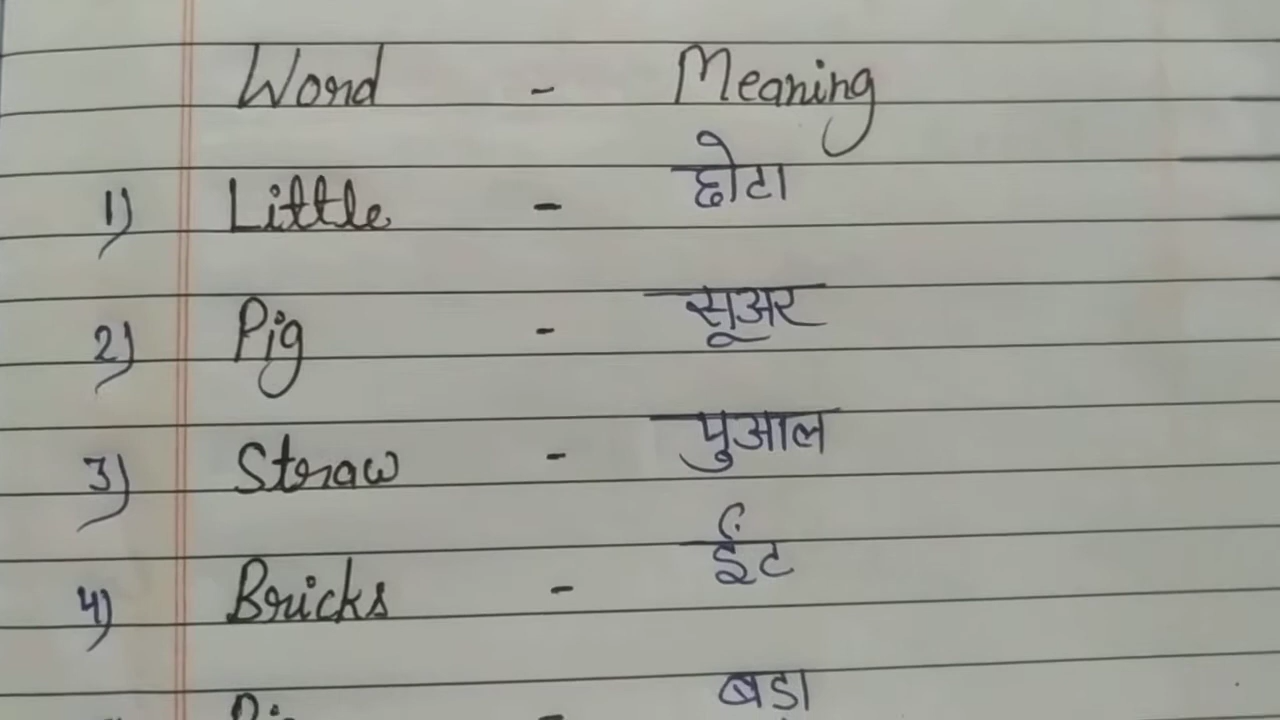 Word - Meaning
1) Little - छोटा
2) Pig - सूअर
3) Straw - पुआल
4) Bricks - ईंट
- बड़ा